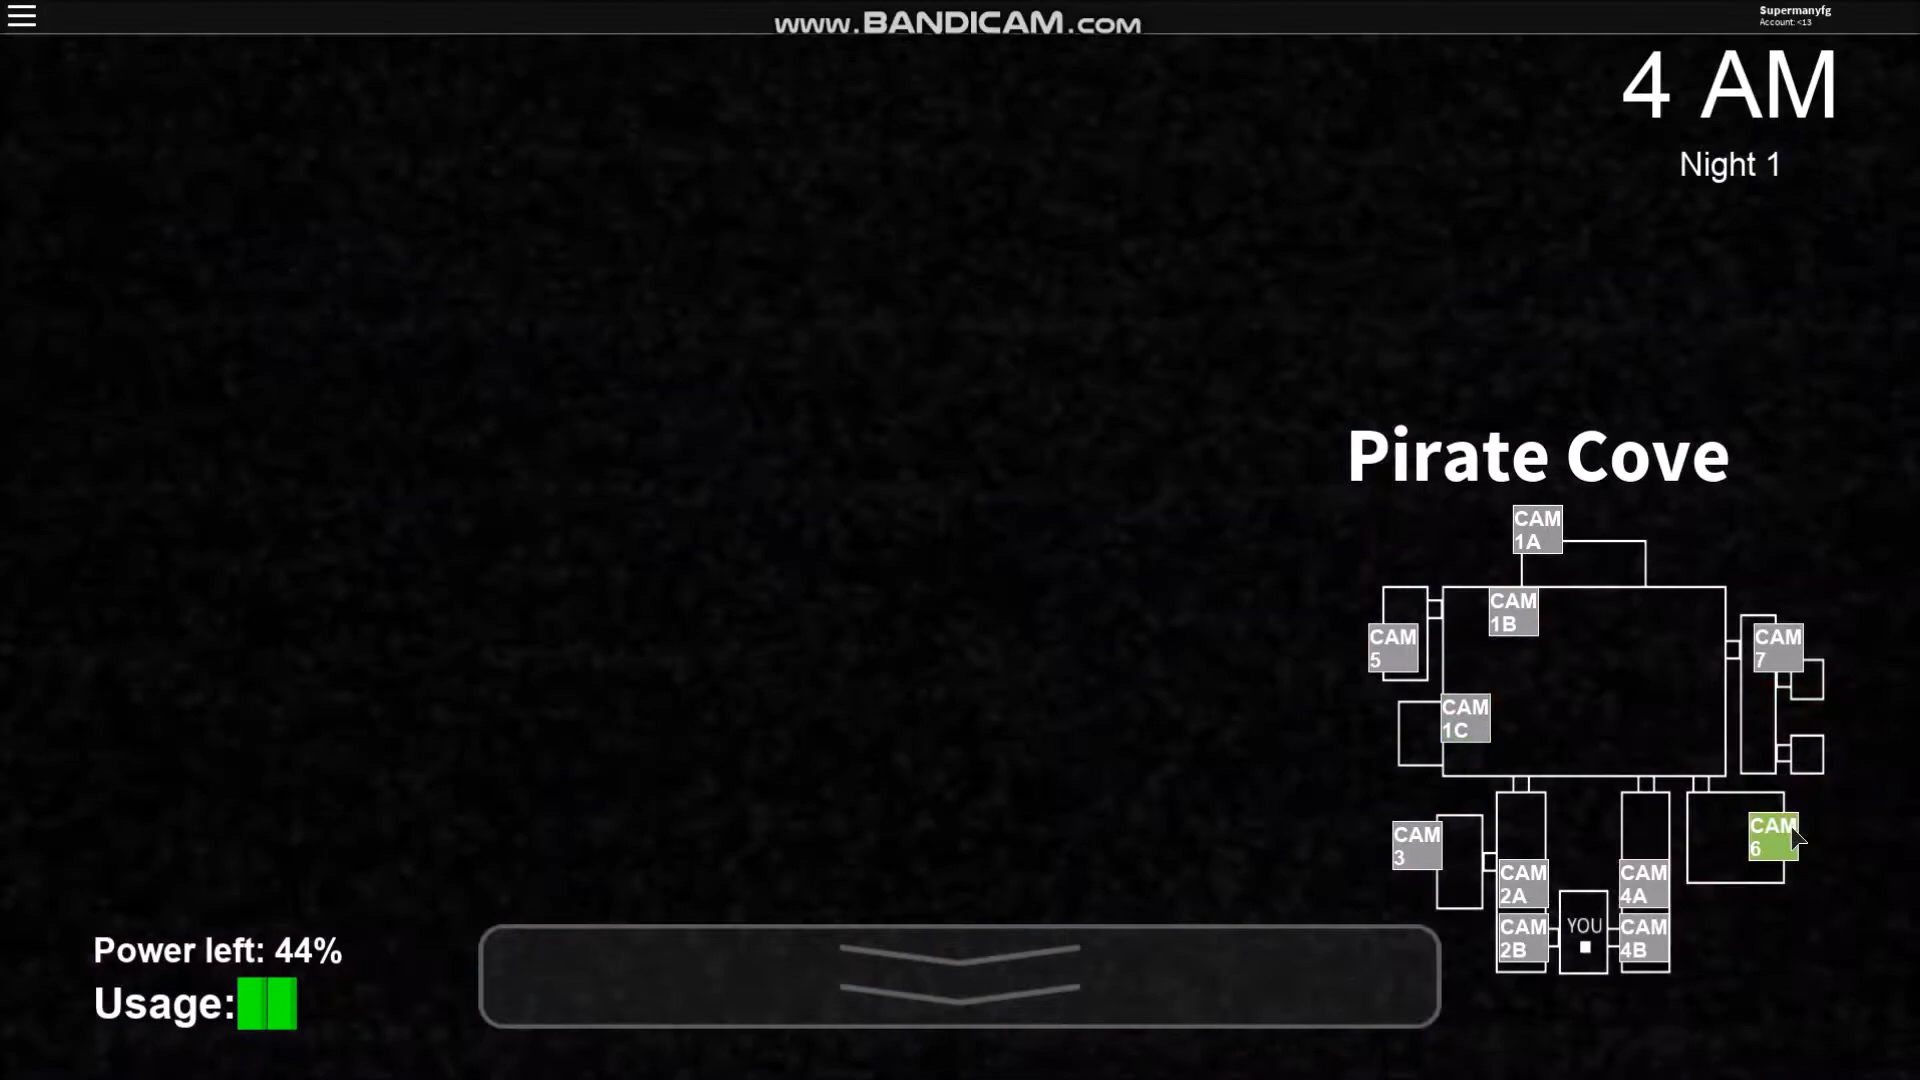 www.BANDICAM.com
Supermanyfg
Account: <13
4 AM
Night 1
Pirate Cove
CAM
1A
CAM
1B
CAM
5
CAM
7
CAM
1C
CAM
6
CAM
3
CAM
2A
CAM
4A
YOU
CAM
2B
CAM
4B
Power left: 44%
Usage: